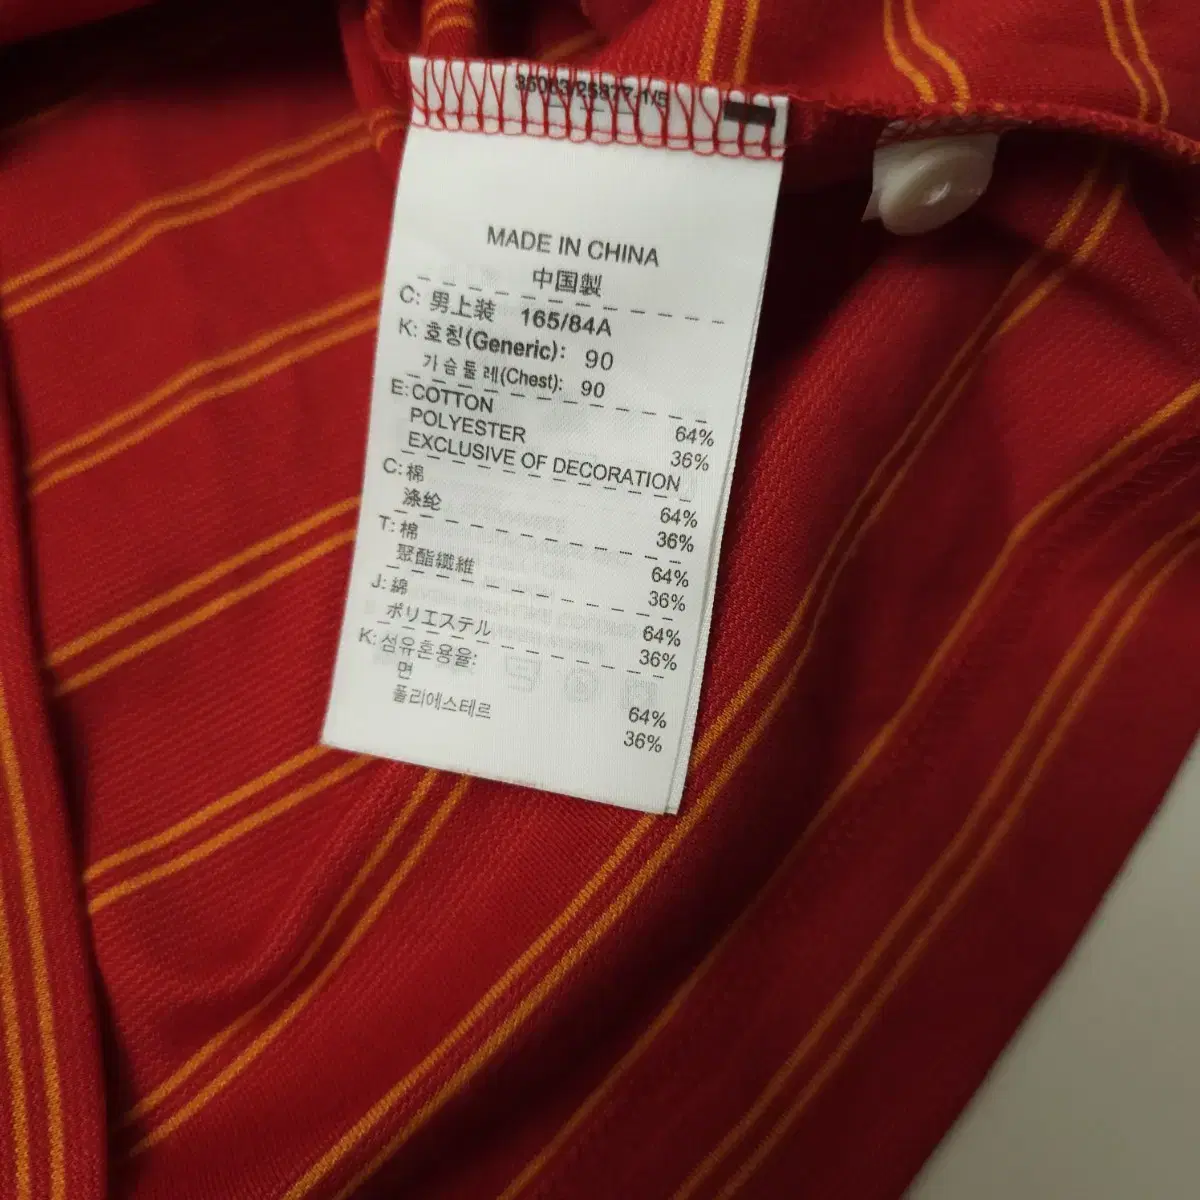 MADE IN CHINA
中国製
C: 男上装 165/84A
K: 호칭(Generic): 90
가슴둘레(Chest): 90
E: COTTON 64%
POLYESTER 36%
EXCLUSIVE OF DECORATION
C: 棉 64%
涤纶 36%
T: 棉 64%
聚酯纖維 36%
J: 綿 64%
ポリエステル 36%
K: 섬유혼용율:
면 64%
폴리에스테르 36%